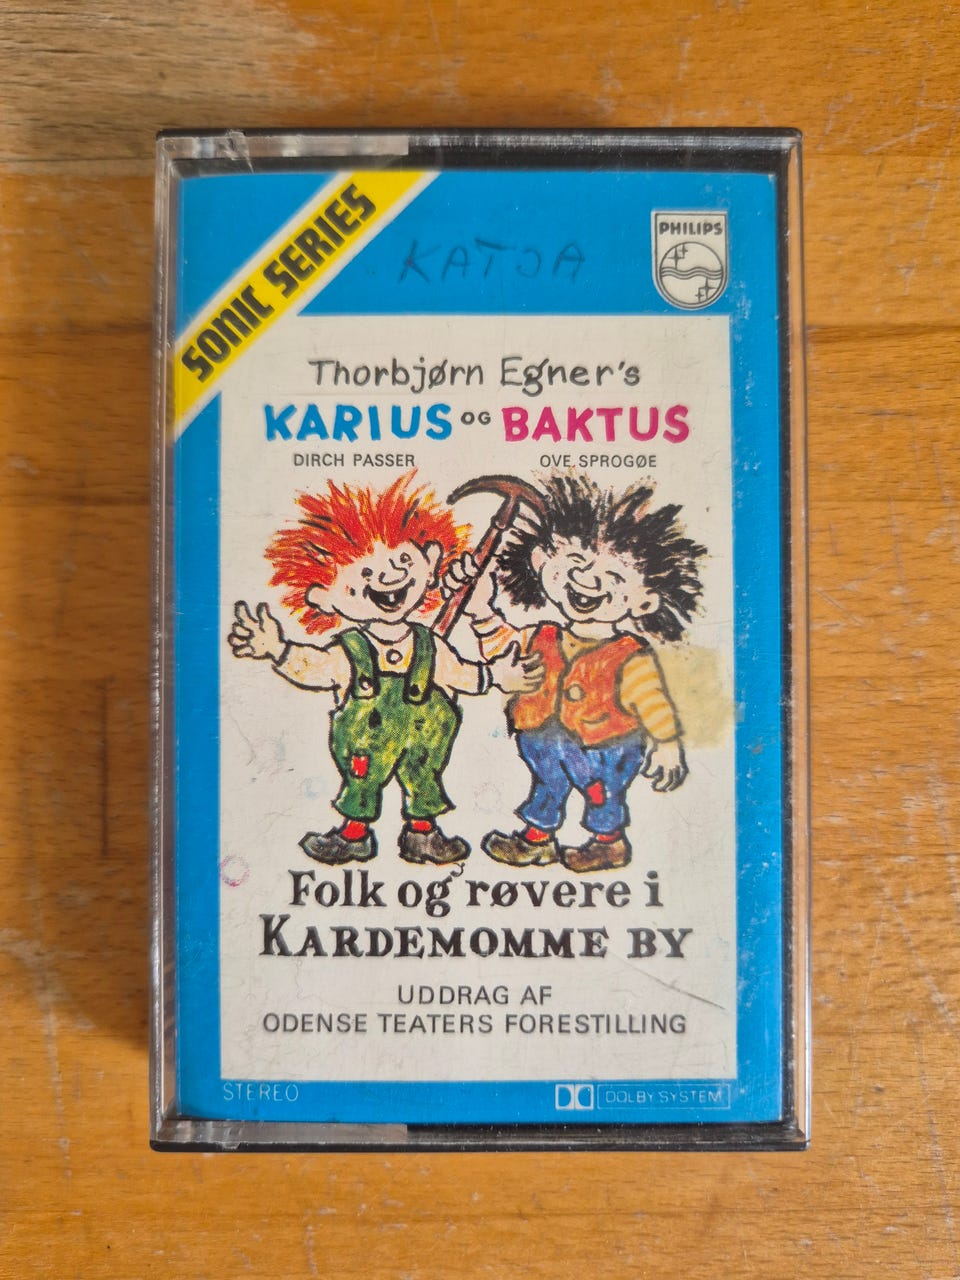 SONIC SERIES
KATJA
PHILIPS
Thorbjørn Egner's
KARIUS OG BAKTUS
DIRCH PASSER OVE SPROGØE
Folk og røvere i
KARDEMOMME BY
UDDRAG AF
ODENSE TEATERS FORESTILLING
STEREO DOLBY SYSTEM